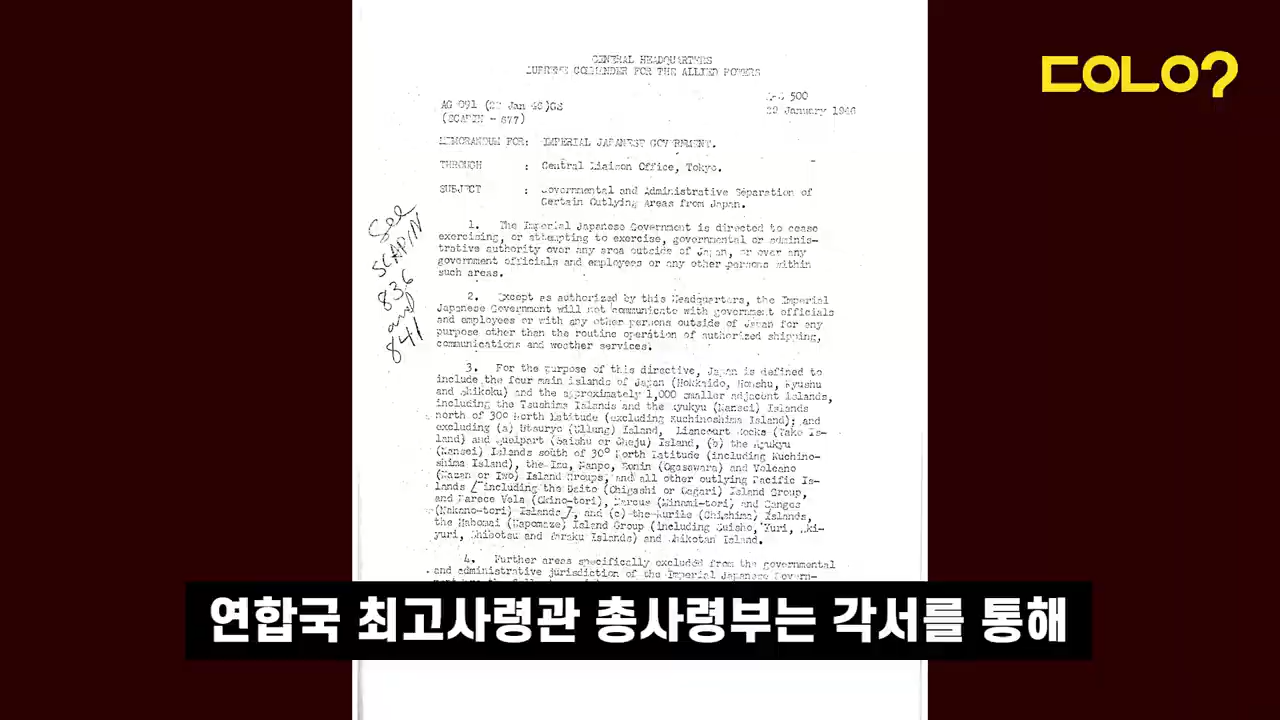 GENERAL HEADQUARTERS
SUPREME COMMANDER FOR THE ALLIED POWERS
500
AG 091 (29 Jan 46)GS
29 January 1946
(SCAPIN - 677)
MEMORANDUM FOR: IMPERIAL JAPANESE GOVERNMENT.
THROUGH : Central Liaison Office, Tokyo.
SUBJECT : Governmental and Administrative Separation of
Certain Outlying Areas from Japan.
See
SCAPIN
836
and
841
1. The Imperial Japanese Government is directed to cease
exercising, or attempting to exercise, governmental or adminis-
trative authority over any area outside of Japan, or over any
government officials and employees or any other persons within
such areas.
2. Except as authorized by this Headquarters, the Imperial
Japanese Government will not communicate with government officials
and employees or with any other persons outside of Japan for any
purpose other than the routine operation of authorized shipping,
communications and weather services.
3. For the purpose of this directive, Japan is defined to
include the four main islands of Japan (Hokkaido, Honshu, Kyushu
and Shikoku) and the approximately 1,000 smaller adjacent islands,
including the Tsushima Islands and the Ryukyu (Nansei) Islands
north of 30° North Latitude (excluding Kuchinoshima Island); and
excluding (a) Utsuryo (Ullung) Island, Liancourt Rocks (Take Is-
land) and Quelpart (Saishu or Cheju) Island, (b) the Ryukyu
(Nansei) Islands south of 30° North Latitude (including Kuchino-
shima Island), the Izu, Nanpo, Bonin (Ogasawara) and Volcano
(Kazan or Iwo) Island Groups, and all other outlying Pacific Is-
lands [including the Daito (Ohigashi or Oagari) Island Group,
and Parece Vela (Okino-tori), Marcus (Minami-tori) and Ganges
(Nakano-tori) Islands], and (c) the Kurile (Chishima) Islands,
the Habomai (Hapomaze) Island Group (including Suisho, Yuri, Aki-
yuri, Shibotsu and Taraku Islands) and Shikotan Island.
4. Further areas specifically excluded from the governmental
and administrative jurisdiction of the Imperial Japanese Govern-
연합국 최고사령관 총사령부는 각서를 통해